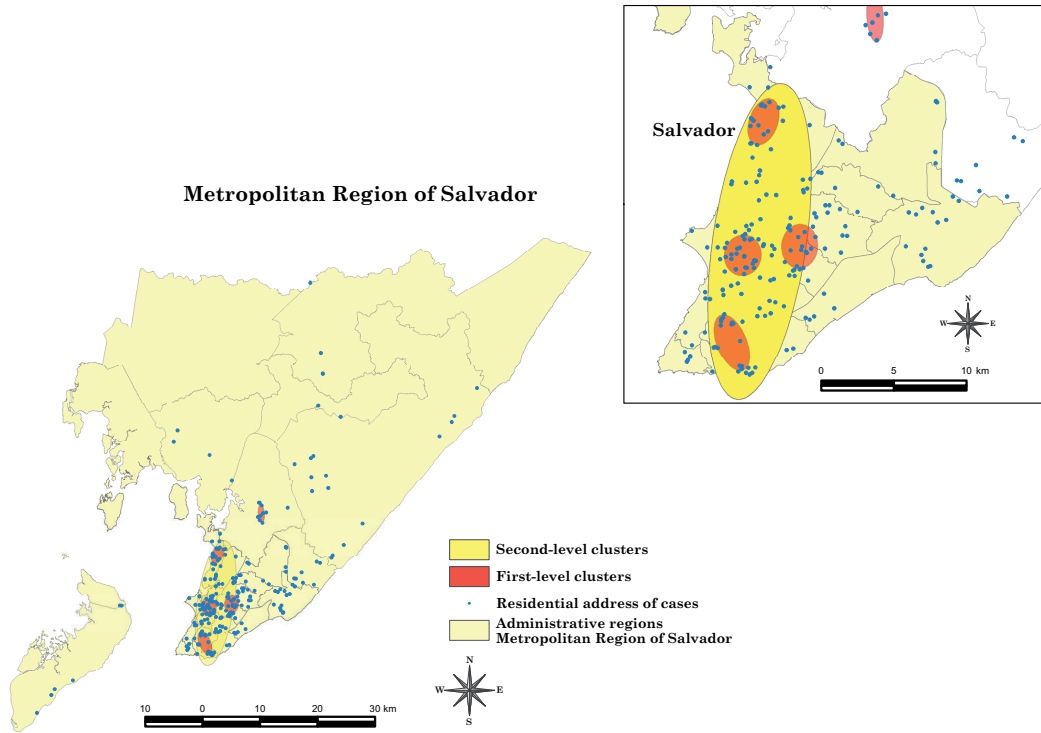 Salvador
N
W E
S
0 5 10 km
Metropolitan Region of Salvador
Second-level clusters
First-level clusters
Residential address of cases
Administrative regions
Metropolitan Region of Salvador
N
W E
S
10 0 10 20 30 km